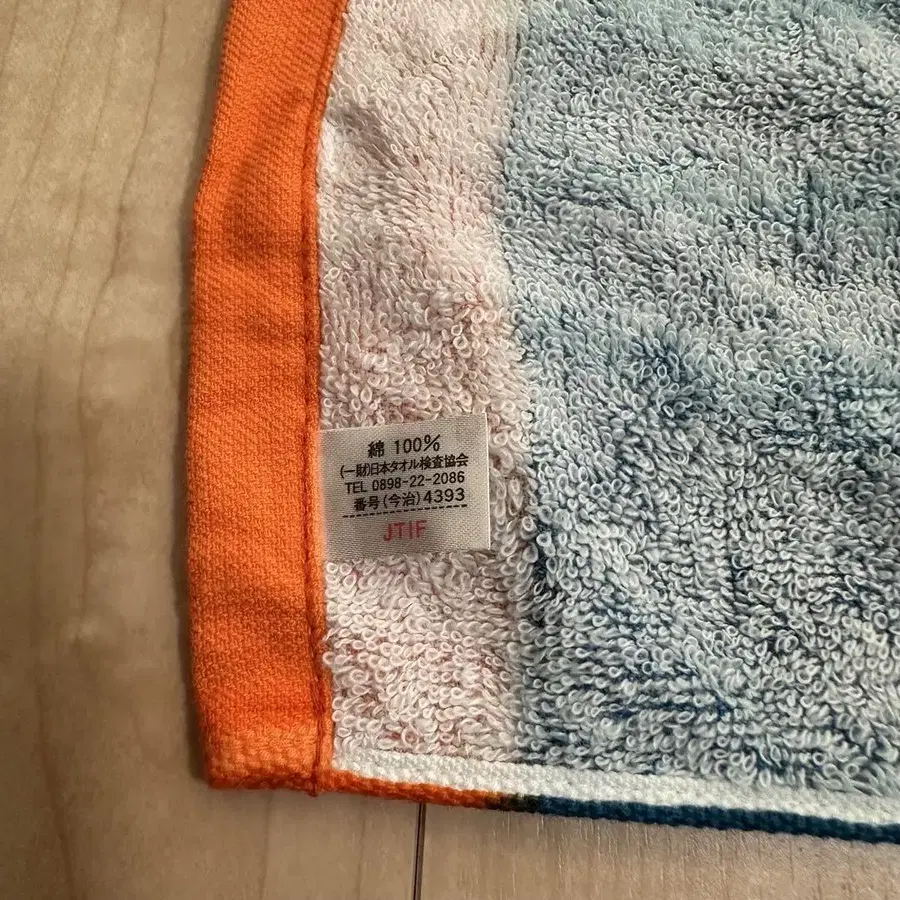 綿 100%
(一財)日本タオル検査協会
TEL 0898-22-2086
番号(今治)4393
JTIF